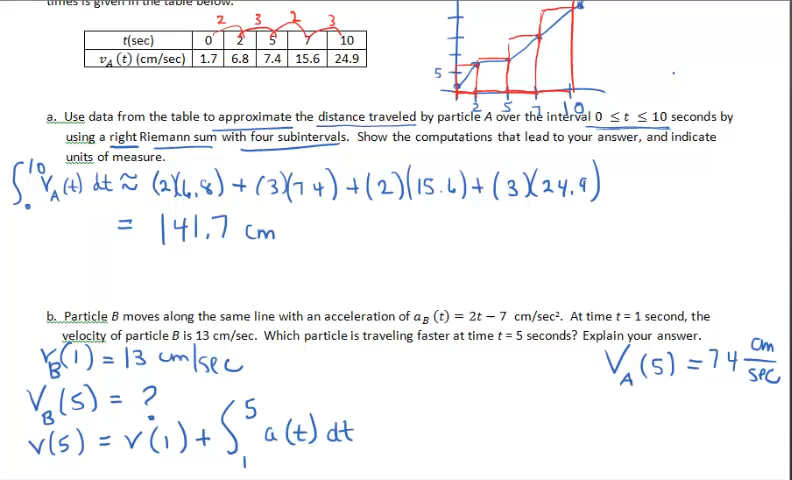 times is given in the table below.
2 3 2 3
t(sec) 0 2 5 7 10
v_A (t) (cm/sec) 1.7 6.8 7.4 15.6 24.9
5
2 5 7 10
a. Use data from the table to approximate the distance traveled by particle A over the interval 0 ≤ t ≤ 10 seconds by
using a right Riemann sum with four subintervals. Show the computations that lead to your answer, and indicate
units of measure.
∫₀¹⁰ V_A(t) dt ≈ (2)(6.8) + (3)(7.4) + (2)(15.6) + (3)(24.9)
= 141.7 cm
b. Particle B moves along the same line with an acceleration of a_B (t) = 2t − 7 cm/sec². At time t = 1 second, the
velocity of particle B is 13 cm/sec. Which particle is traveling faster at time t = 5 seconds? Explain your answer.
V_B(1) = 13 cm/sec
V_A(5) = 7.4 cm/sec
V_B(5) = ?
v(5) = v(1) + ∫₁⁵ a(t) dt